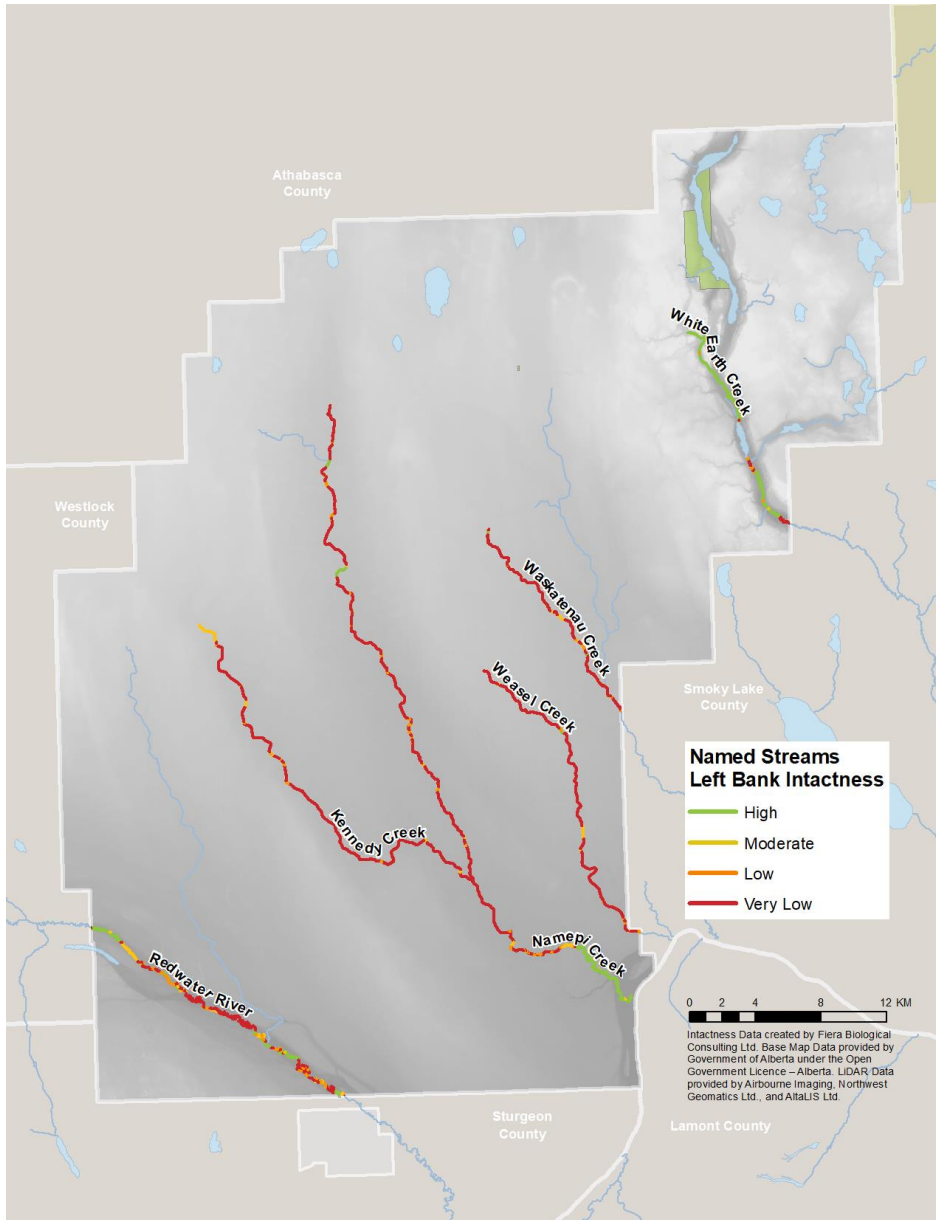 Athabasca
County
White Earth Creek
Westlock
County
Waskatenau Creek
Weasel Creek
Smoky Lake
County
Named Streams
Left Bank Intactness
High
Moderate
Low
Very Low
Kennedy Creek
Namepi Creek
Redwater River
0 2 4 8 12 KM
Intactness Data created by Fiera Biological
Consulting Ltd. Base Map Data provided by
Government of Alberta under the Open
Government Licence – Alberta. LiDAR Data
provided by Airbourne Imaging, Northwest
Geomatics Ltd., and AltaLIS Ltd.
Sturgeon
County
Lamont County